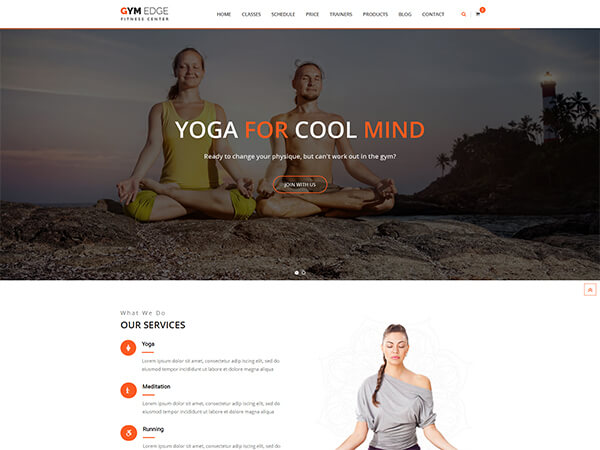 GYM EDGE
FITNESS CENTER
HOME CLASSES SCHEDULE PRICE TRAINERS PRODUCTS BLOG CONTACT
0
YOGA FOR COOL MIND
Ready to change your physique, but can't work out in the gym?
JOIN WITH US
What We Do
OUR SERVICES
Yoga
Lorem ipsum dolor sit amet, consectetur adip iscing elit, sed do
eiusmod tempor incididunt ut labore et dolore magna aliqua
Meditation
Lorem ipsum dolor sit amet, consectetur adip iscing elit, sed do
eiusmod tempor incididunt ut labore et dolore magna aliqua
Running
Lorem ipsum dolor sit amet, consectetur adip iscing elit, sed do